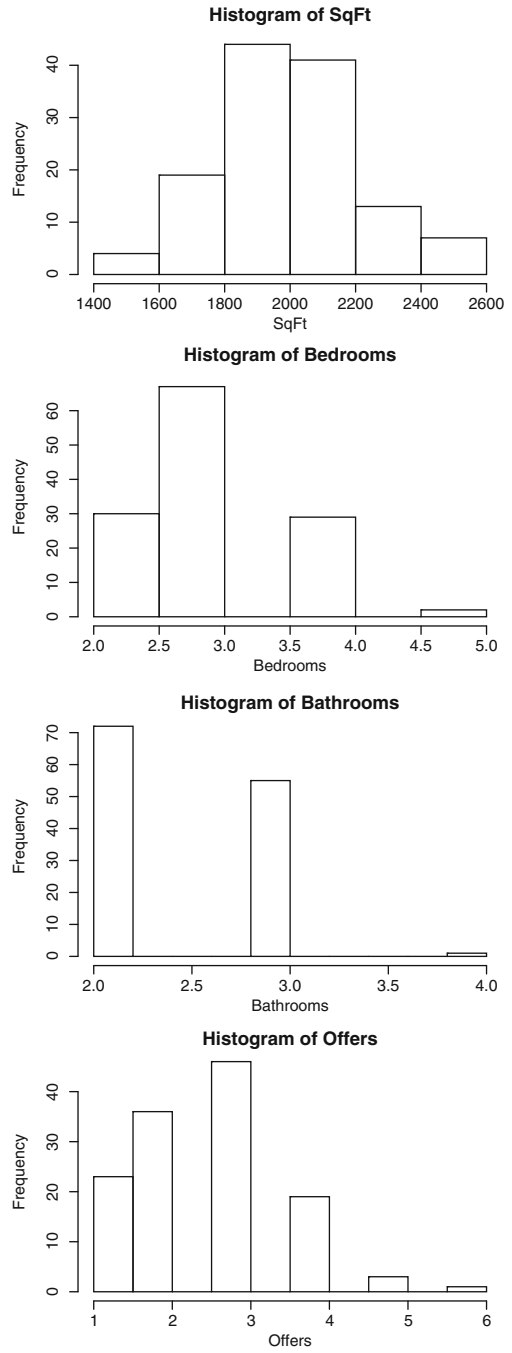 Histogram of SqFt
Frequency
0 10 20 30 40
1400 1600 1800 2000 2200 2400 2600
SqFt
Histogram of Bedrooms
Frequency
0 10 20 30 40 50 60
2.0 2.5 3.0 3.5 4.0 4.5 5.0
Bedrooms
Histogram of Bathrooms
Frequency
0 10 20 30 40 50 60 70
2.0 2.5 3.0 3.5 4.0
Bathrooms
Histogram of Offers
Frequency
0 10 20 30 40
1 2 3 4 5 6
Offers